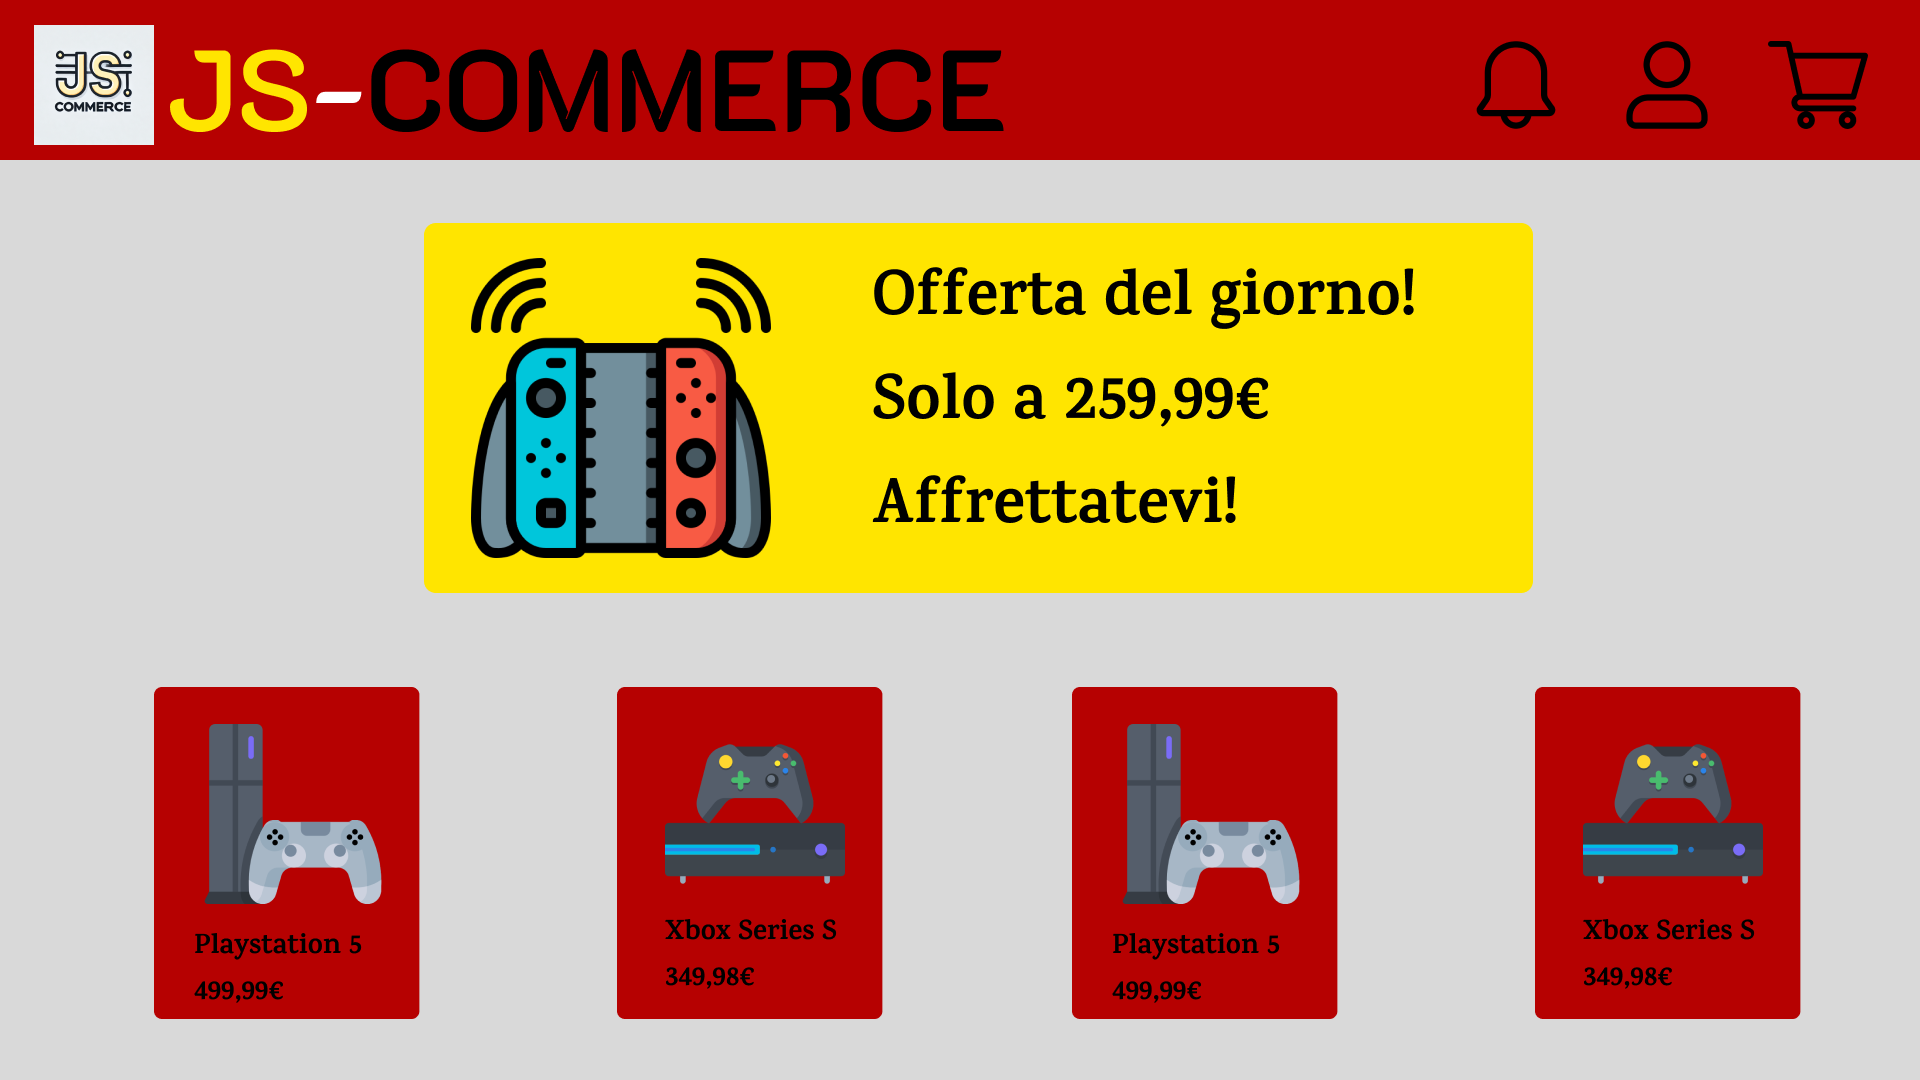 JS
COMMERCE
JS-COMMERCE
Offerta del giorno!
Solo a 259,99€
Affrettatevi!
Playstation 5
499,99€
Xbox Series S
349,98€
Playstation 5
499,99€
Xbox Series S
349,98€